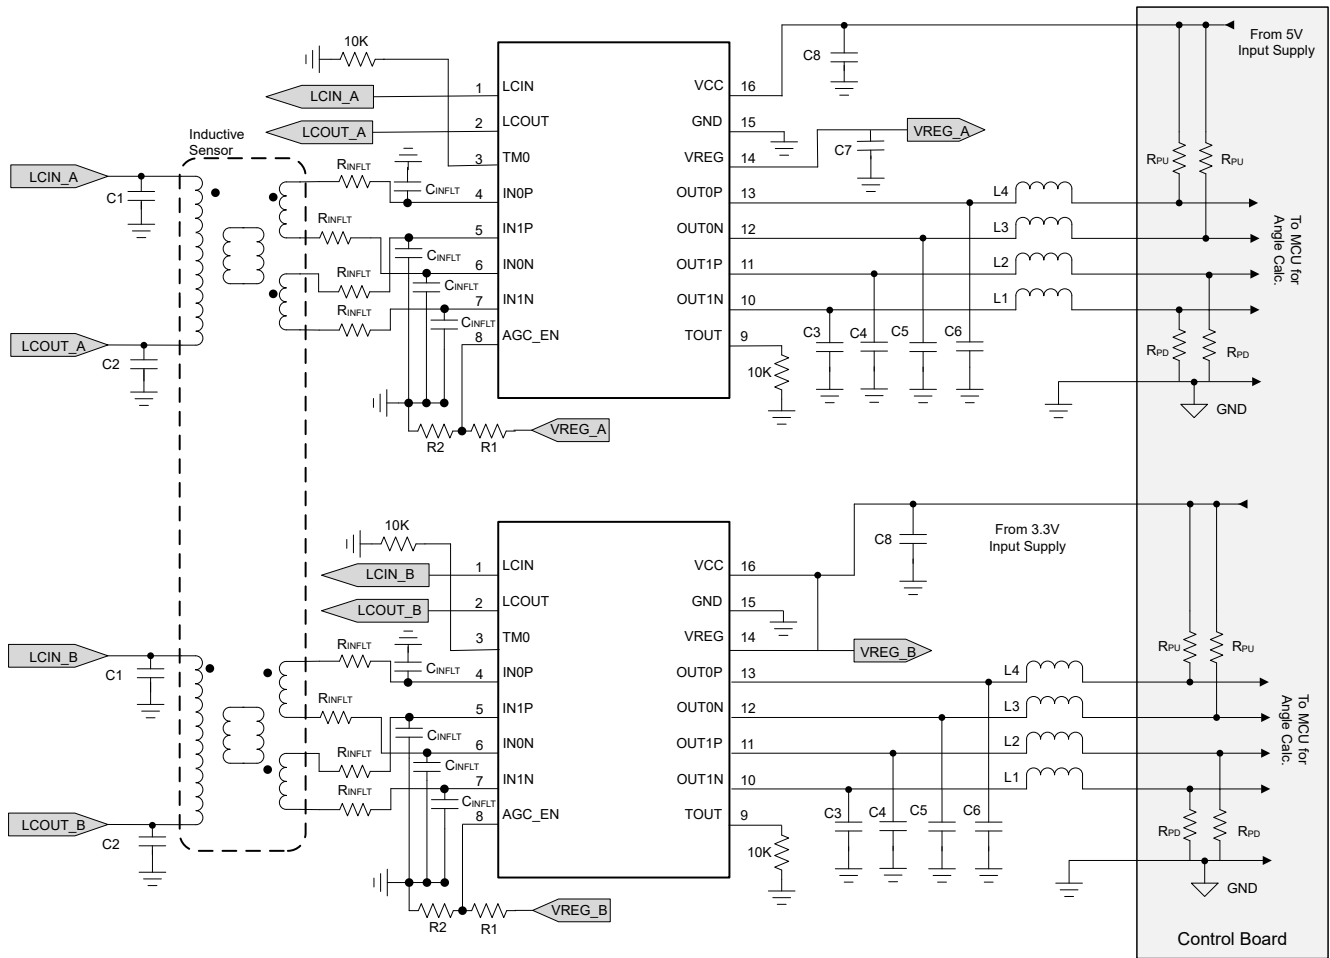 10K
C8
From 5V
Input Supply
LCIN_A
1
LCIN
VCC
16
LCOUT_A
2
LCOUT
GND
15
VREG_A
Inductive
Sensor
3
TM0
VREG
14
C7
RPU
RPU
LCIN_A
C1
RINFLT
CINFLT
4
IN0P
OUT0P
13
L4
RINFLT
5
IN1P
OUT0N
12
L3
To MCU for
Angle Calc.
CINFLT
6
IN0N
OUT1P
11
L2
RINFLT
CINFLT
7
IN1N
OUT1N
10
L1
RINFLT
CINFLT
8
AGC_EN
TOUT
9
C3
C4
C5
C6
RPD
RPD
LCOUT_A
C2
10K
GND
R2
R1
VREG_A
10K
C8
From 3.3V
Input Supply
LCIN_B
1
LCIN
VCC
16
LCOUT_B
2
LCOUT
GND
15
3
TM0
VREG
14
VREG_B
RPU
RPU
LCIN_B
C1
RINFLT
CINFLT
4
IN0P
OUT0P
13
L4
RINFLT
5
IN1P
OUT0N
12
L3
To MCU for
Angle Calc.
CINFLT
6
IN0N
OUT1P
11
L2
RINFLT
CINFLT
7
IN1N
OUT1N
10
L1
RINFLT
CINFLT
8
AGC_EN
TOUT
9
C3
C4
C5
C6
RPD
RPD
LCOUT_B
C2
10K
GND
R2
R1
VREG_B
Control Board